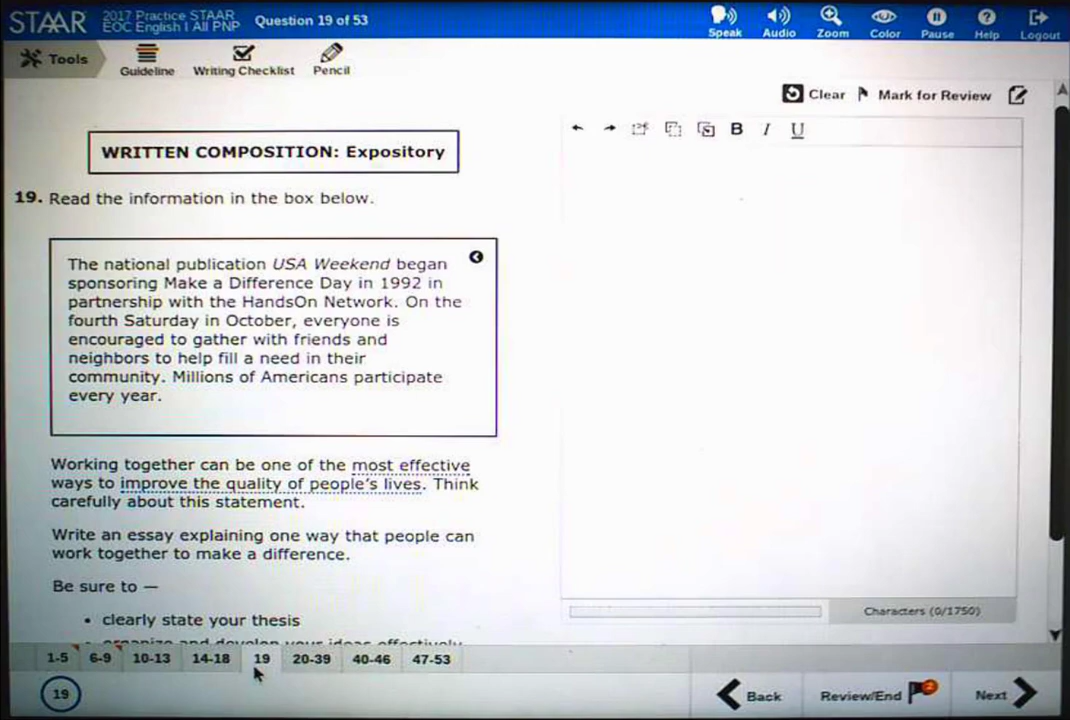 STAAR 2017 Practice STAAR
EOC English I All PNP
Question 19 of 53
Speak Audio Zoom Color Pause Help Logout
Tools
Guideline Writing Checklist Pencil
Clear Mark for Review
B I U
WRITTEN COMPOSITION: Expository
19. Read the information in the box below.
The national publication USA Weekend began
sponsoring Make a Difference Day in 1992 in
partnership with the HandsOn Network. On the
fourth Saturday in October, everyone is
encouraged to gather with friends and
neighbors to help fill a need in their
community. Millions of Americans participate
every year.
Working together can be one of the most effective
ways to improve the quality of people's lives. Think
carefully about this statement.
Write an essay explaining one way that people can
work together to make a difference.
Be sure to —
• clearly state your thesis
• organize and develop your ideas effectively
Characters (0/1750)
1-5 6-9 10-13 14-18 19 20-39 40-46 47-53
19
Back Review/End 2 Next